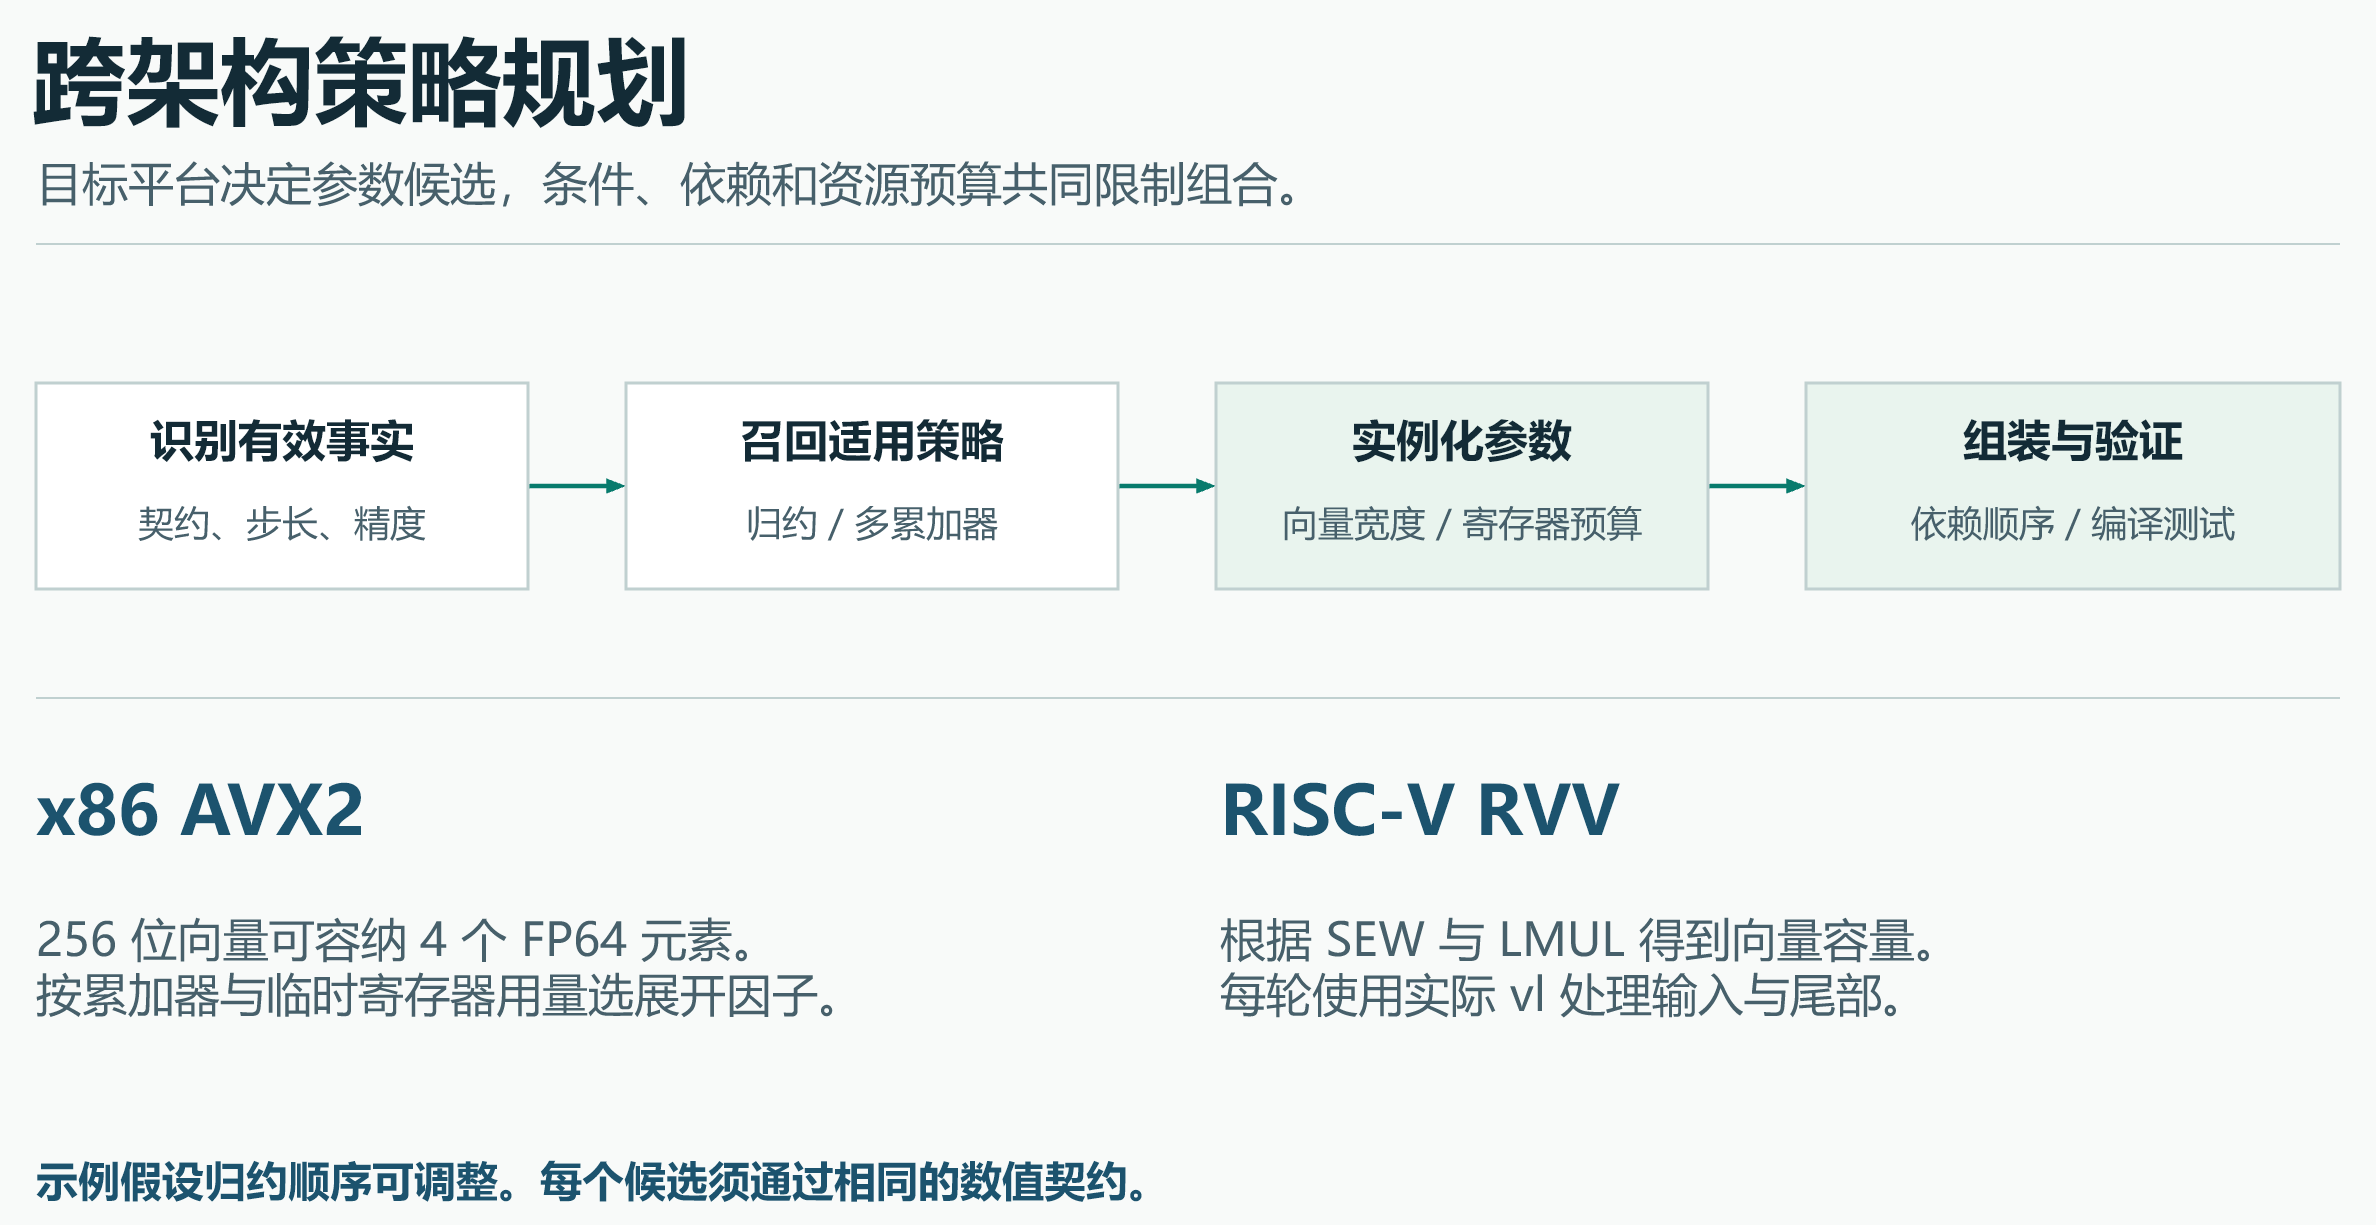 跨架构策略规划
目标平台决定参数候选，条件、依赖和资源预算共同限制组合。
识别有效事实
契约、步长、精度
召回适用策略
归约 / 多累加器
实例化参数
向量宽度 / 寄存器预算
组装与验证
依赖顺序 / 编译测试
x86 AVX2
256 位向量可容纳 4 个 FP64 元素。
按累加器与临时寄存器用量选展开因子。
RISC-V RVV
根据 SEW 与 LMUL 得到向量容量。
每轮使用实际 vl 处理输入与尾部。
示例假设归约顺序可调整。每个候选须通过相同的数值契约。